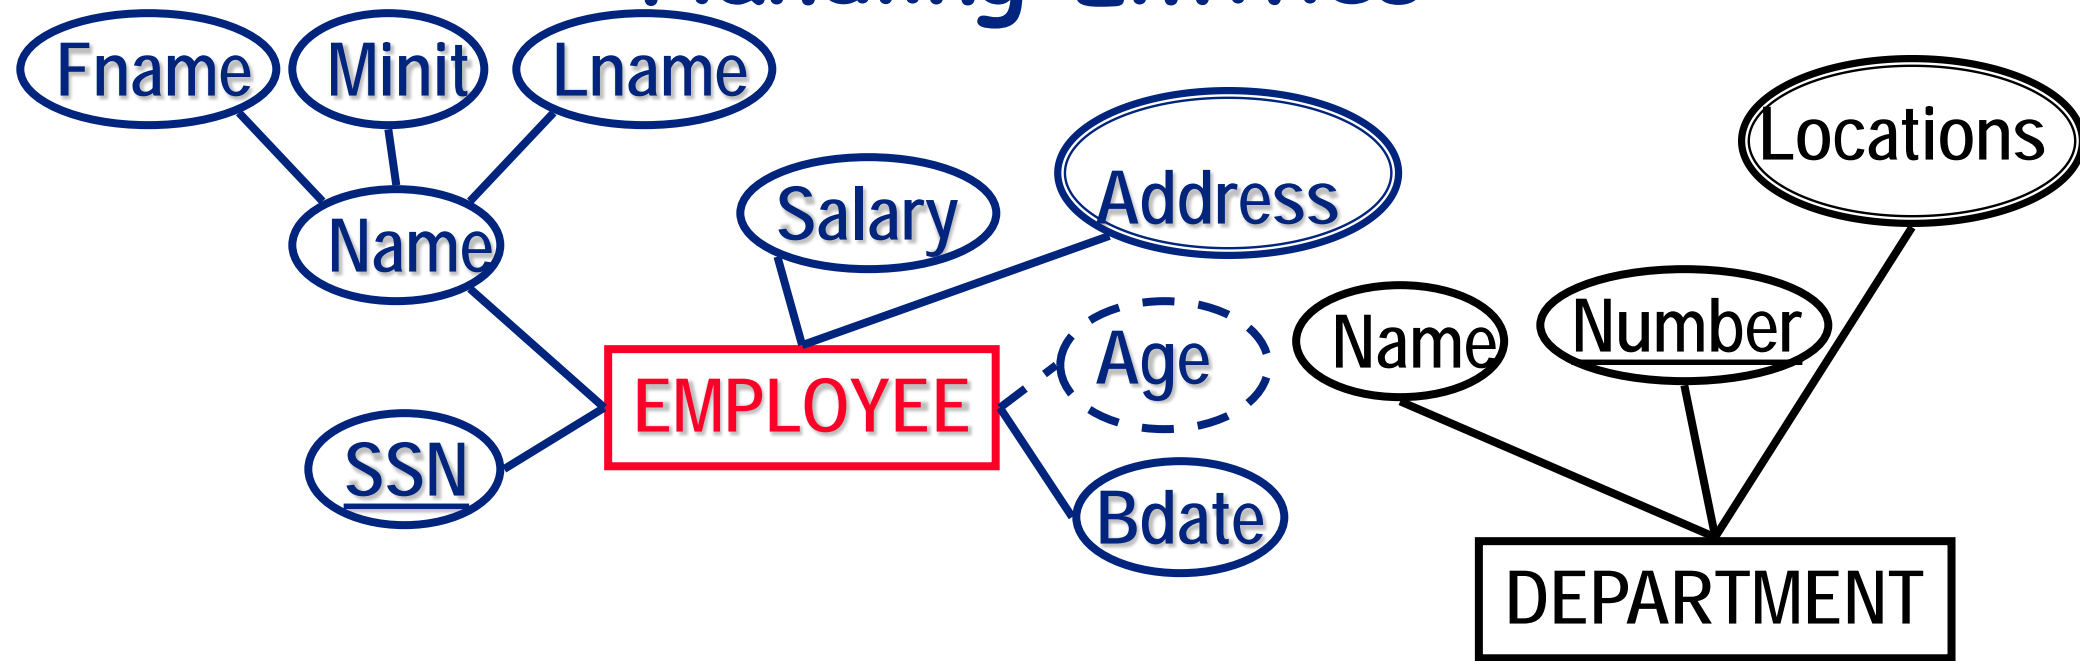 Fname Minit Lname
Locations
Address
Salary
Name
Number
Name
Age
EMPLOYEE
SSN
Bdate
DEPARTMENT